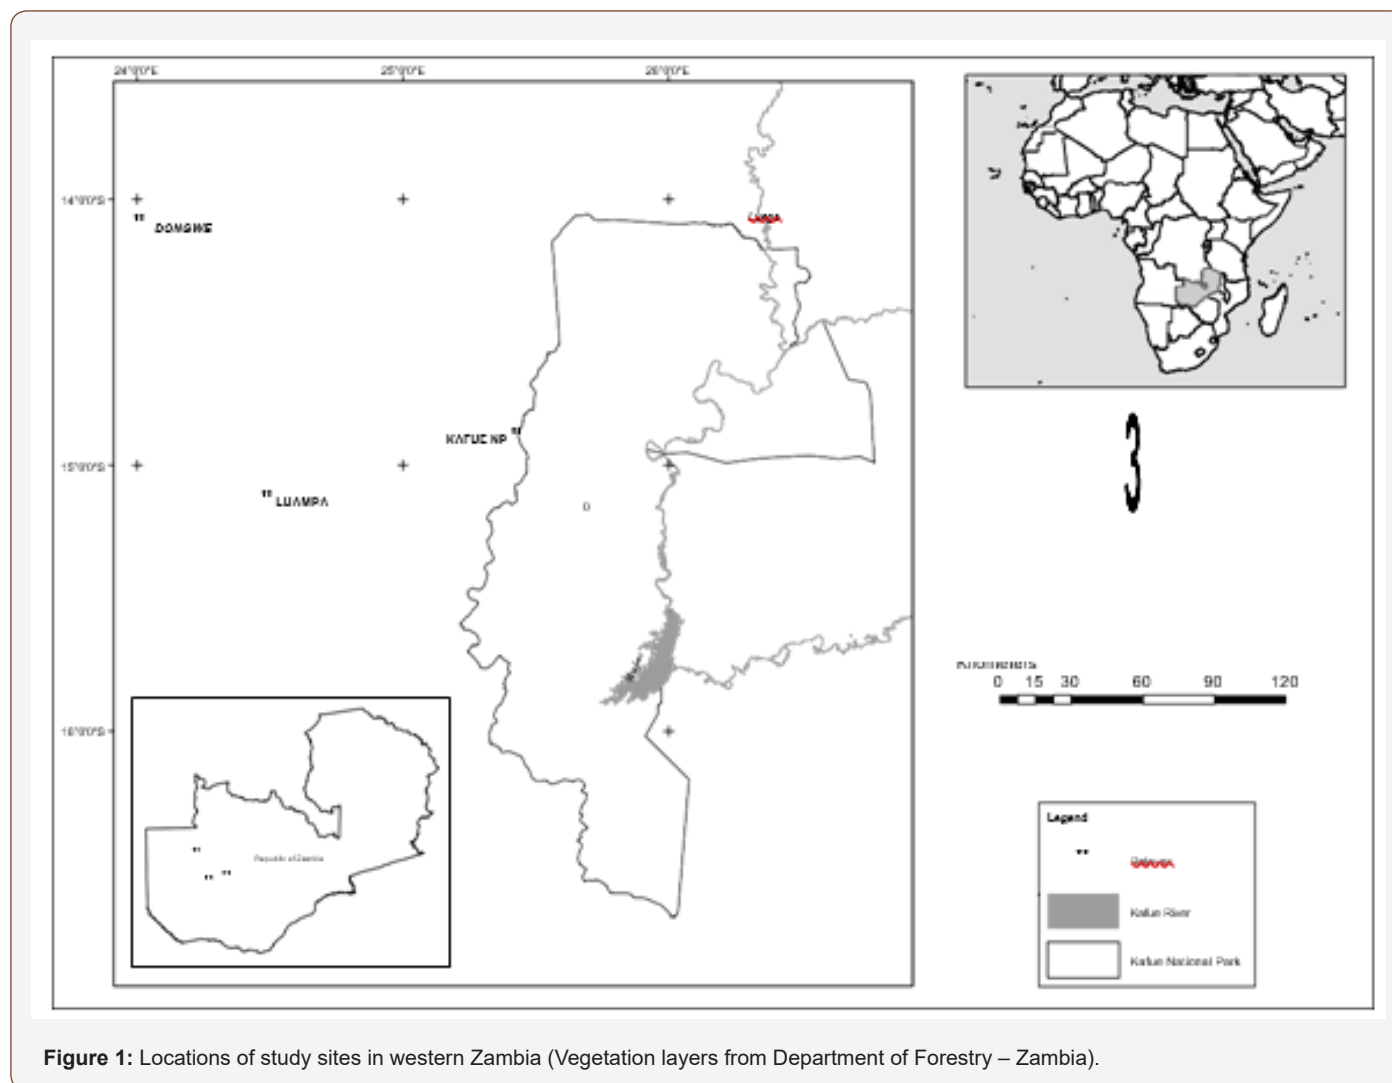 24°0'0"E 25°0'0"E 26°0'0"E
14°0'0"S
DONGWE
KAFUE NP
15°0'0"S
LUAMPA
16°0'0"S
Republic of Zambia
3
Kilometers
0 15 30 60 90 120
Legend
Kafue River
Kafue National Park
Figure 1: Locations of study sites in western Zambia (Vegetation layers from Department of Forestry – Zambia).